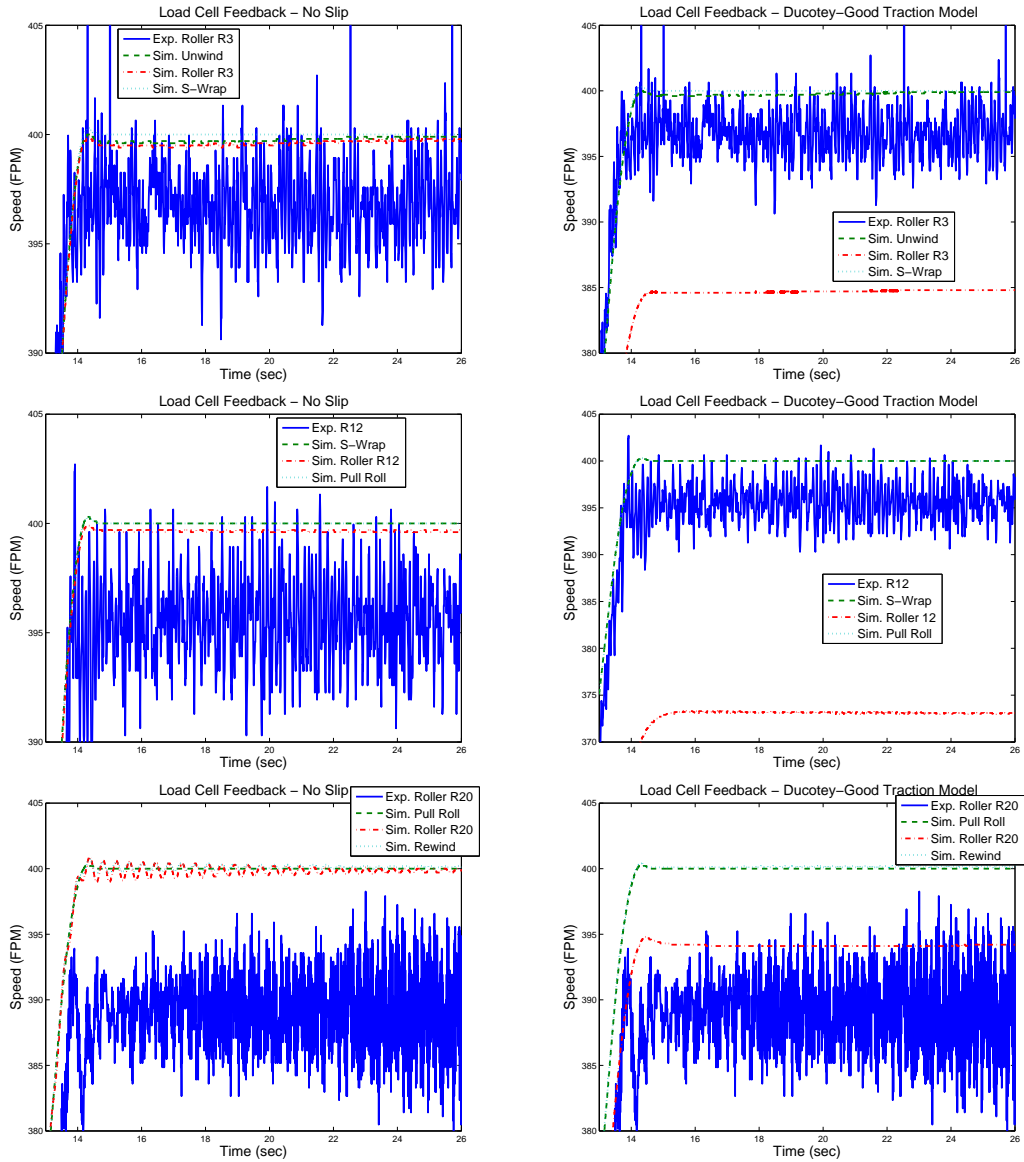 Load Cell Feedback − No Slip
405
400
395
390
14 16 18 20 22 24 26
Speed (FPM)
Time (sec)
Exp. Roller R3
Sim. Unwind
Sim. Roller R3
Sim. S−Wrap
Load Cell Feedback − Ducotey−Good Traction Model
405
400
395
390
385
380
14 16 18 20 22 24 26
Speed (FPM)
Time (sec)
Exp. Roller R3
Sim. Unwind
Sim. Roller R3
Sim. S−Wrap
Load Cell Feedback − No Slip
405
400
395
390
14 16 18 20 22 24 26
Speed (FPM)
Time (sec)
Exp. R12
Sim. S−Wrap
Sim. Roller R12
Sim. Pull Roll
Load Cell Feedback − Ducotey−Good Traction Model
405
400
395
390
385
380
375
370
14 16 18 20 22 24 26
Speed (FPM)
Time (sec)
Exp. R12
Sim. S−Wrap
Sim. Roller 12
Sim. Pull Roll
Load Cell Feedback − No Slip
405
400
395
390
385
380
14 16 18 20 22 24 26
Speed (FPM)
Time (sec)
Exp. Roller R20
Sim. Pull Roll
Sim. Roller R20
Sim. Rewind
Load Cell Feedback − Ducotey−Good Traction Model
405
400
395
390
385
380
14 16 18 20 22 24 26
Speed (FPM)
Time (sec)
Exp. Roller R20
Sim. Pull Roll
Sim. Roller R20
Sim. Rewind